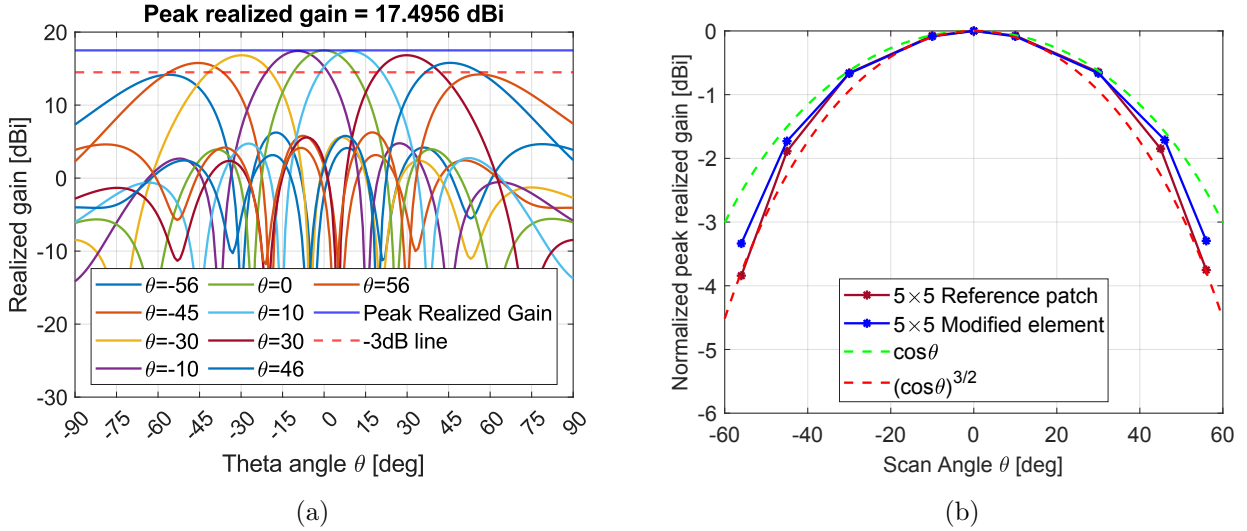 Peak realized gain = 17.4956 dBi
Realized gain [dBi]
20
10
0
-10
-20
-30
θ=-56
θ=-45
θ=-30
θ=-10
θ=0
θ=10
θ=30
θ=46
θ=56
Peak Realized Gain
-3dB line
-90
-75
-60
-45
-30
-15
0
15
30
45
60
75
90
Theta angle θ [deg]
(a)
Normalized peak realized gain [dBi]
0
-1
-2
-3
-4
-5
-6
5×5 Reference patch
5×5 Modified element
cosθ
(cosθ)^3/2
-60
-40
-20
0
20
40
60
Scan Angle θ [deg]
(b)